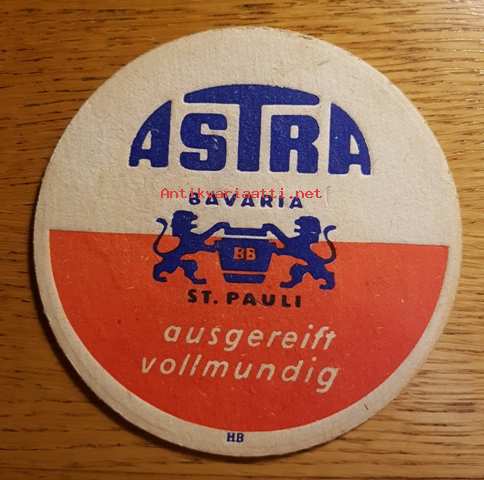 ASTRA
Antikvariaatti.net
BAVARIA
BB
ST. PAULI
ausgereift
vollmundig
HB